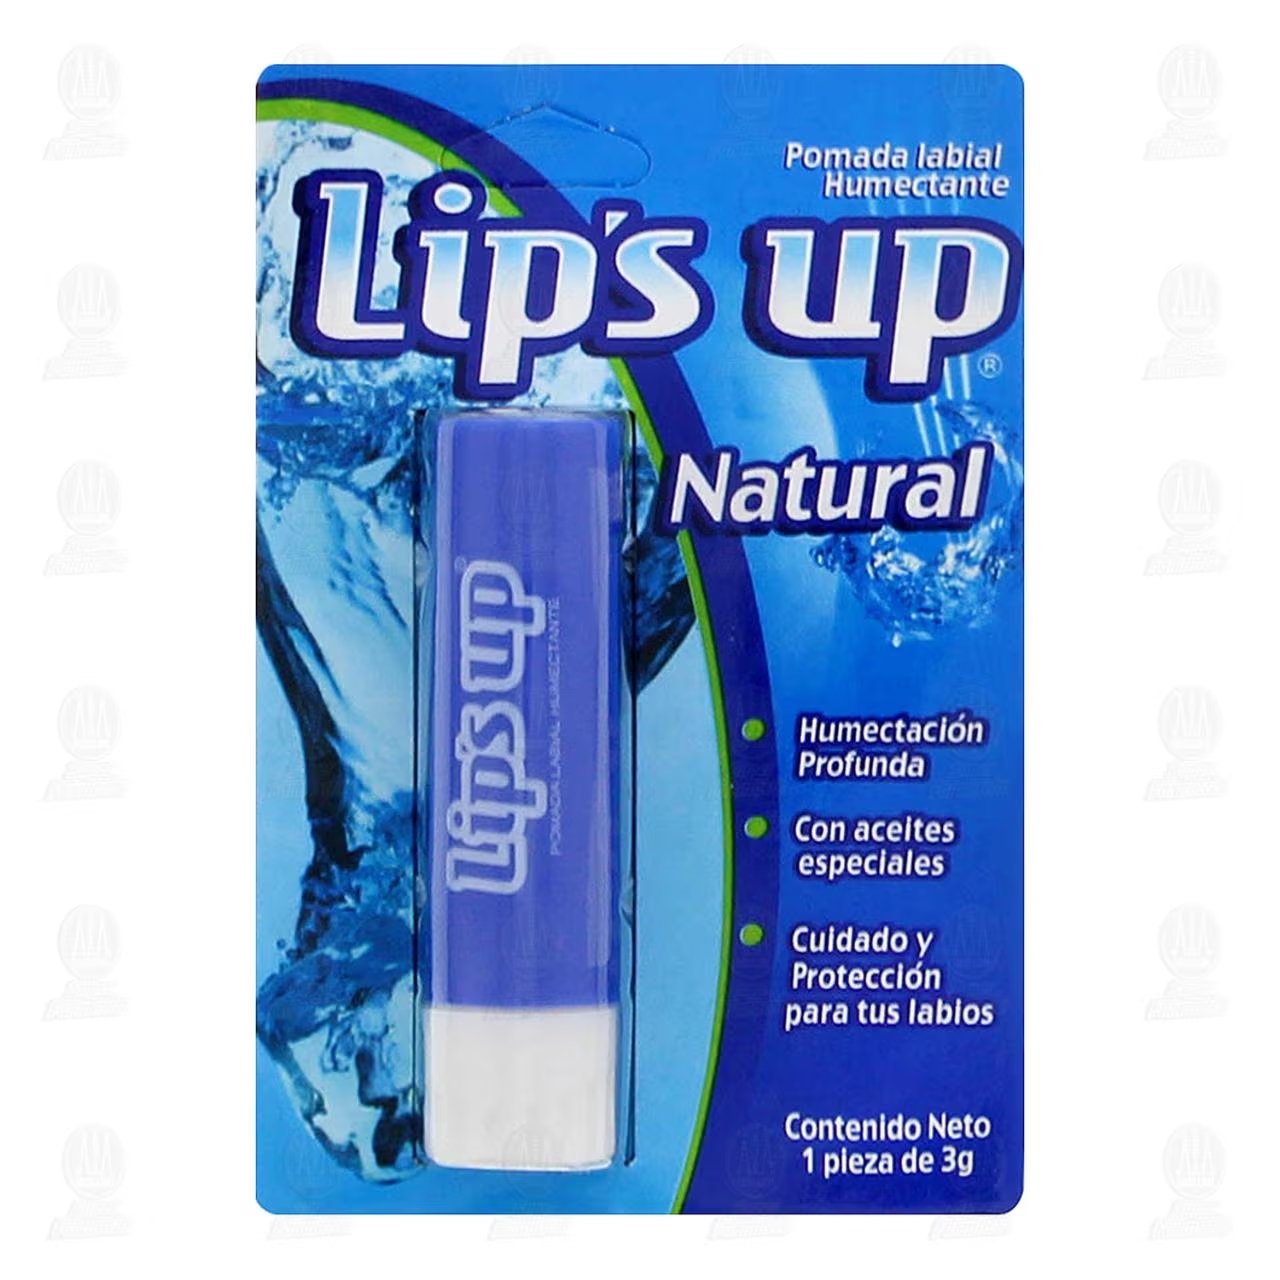 Pomada labial
Humectante
Lip's up
®
Natural
Lip's up
POMADA LABIAL HUMECTANTE
Humectación
Profunda
Con aceites
especiales
Cuidado y
Protección
para tus labios
Contenido Neto
1 pieza de 3g